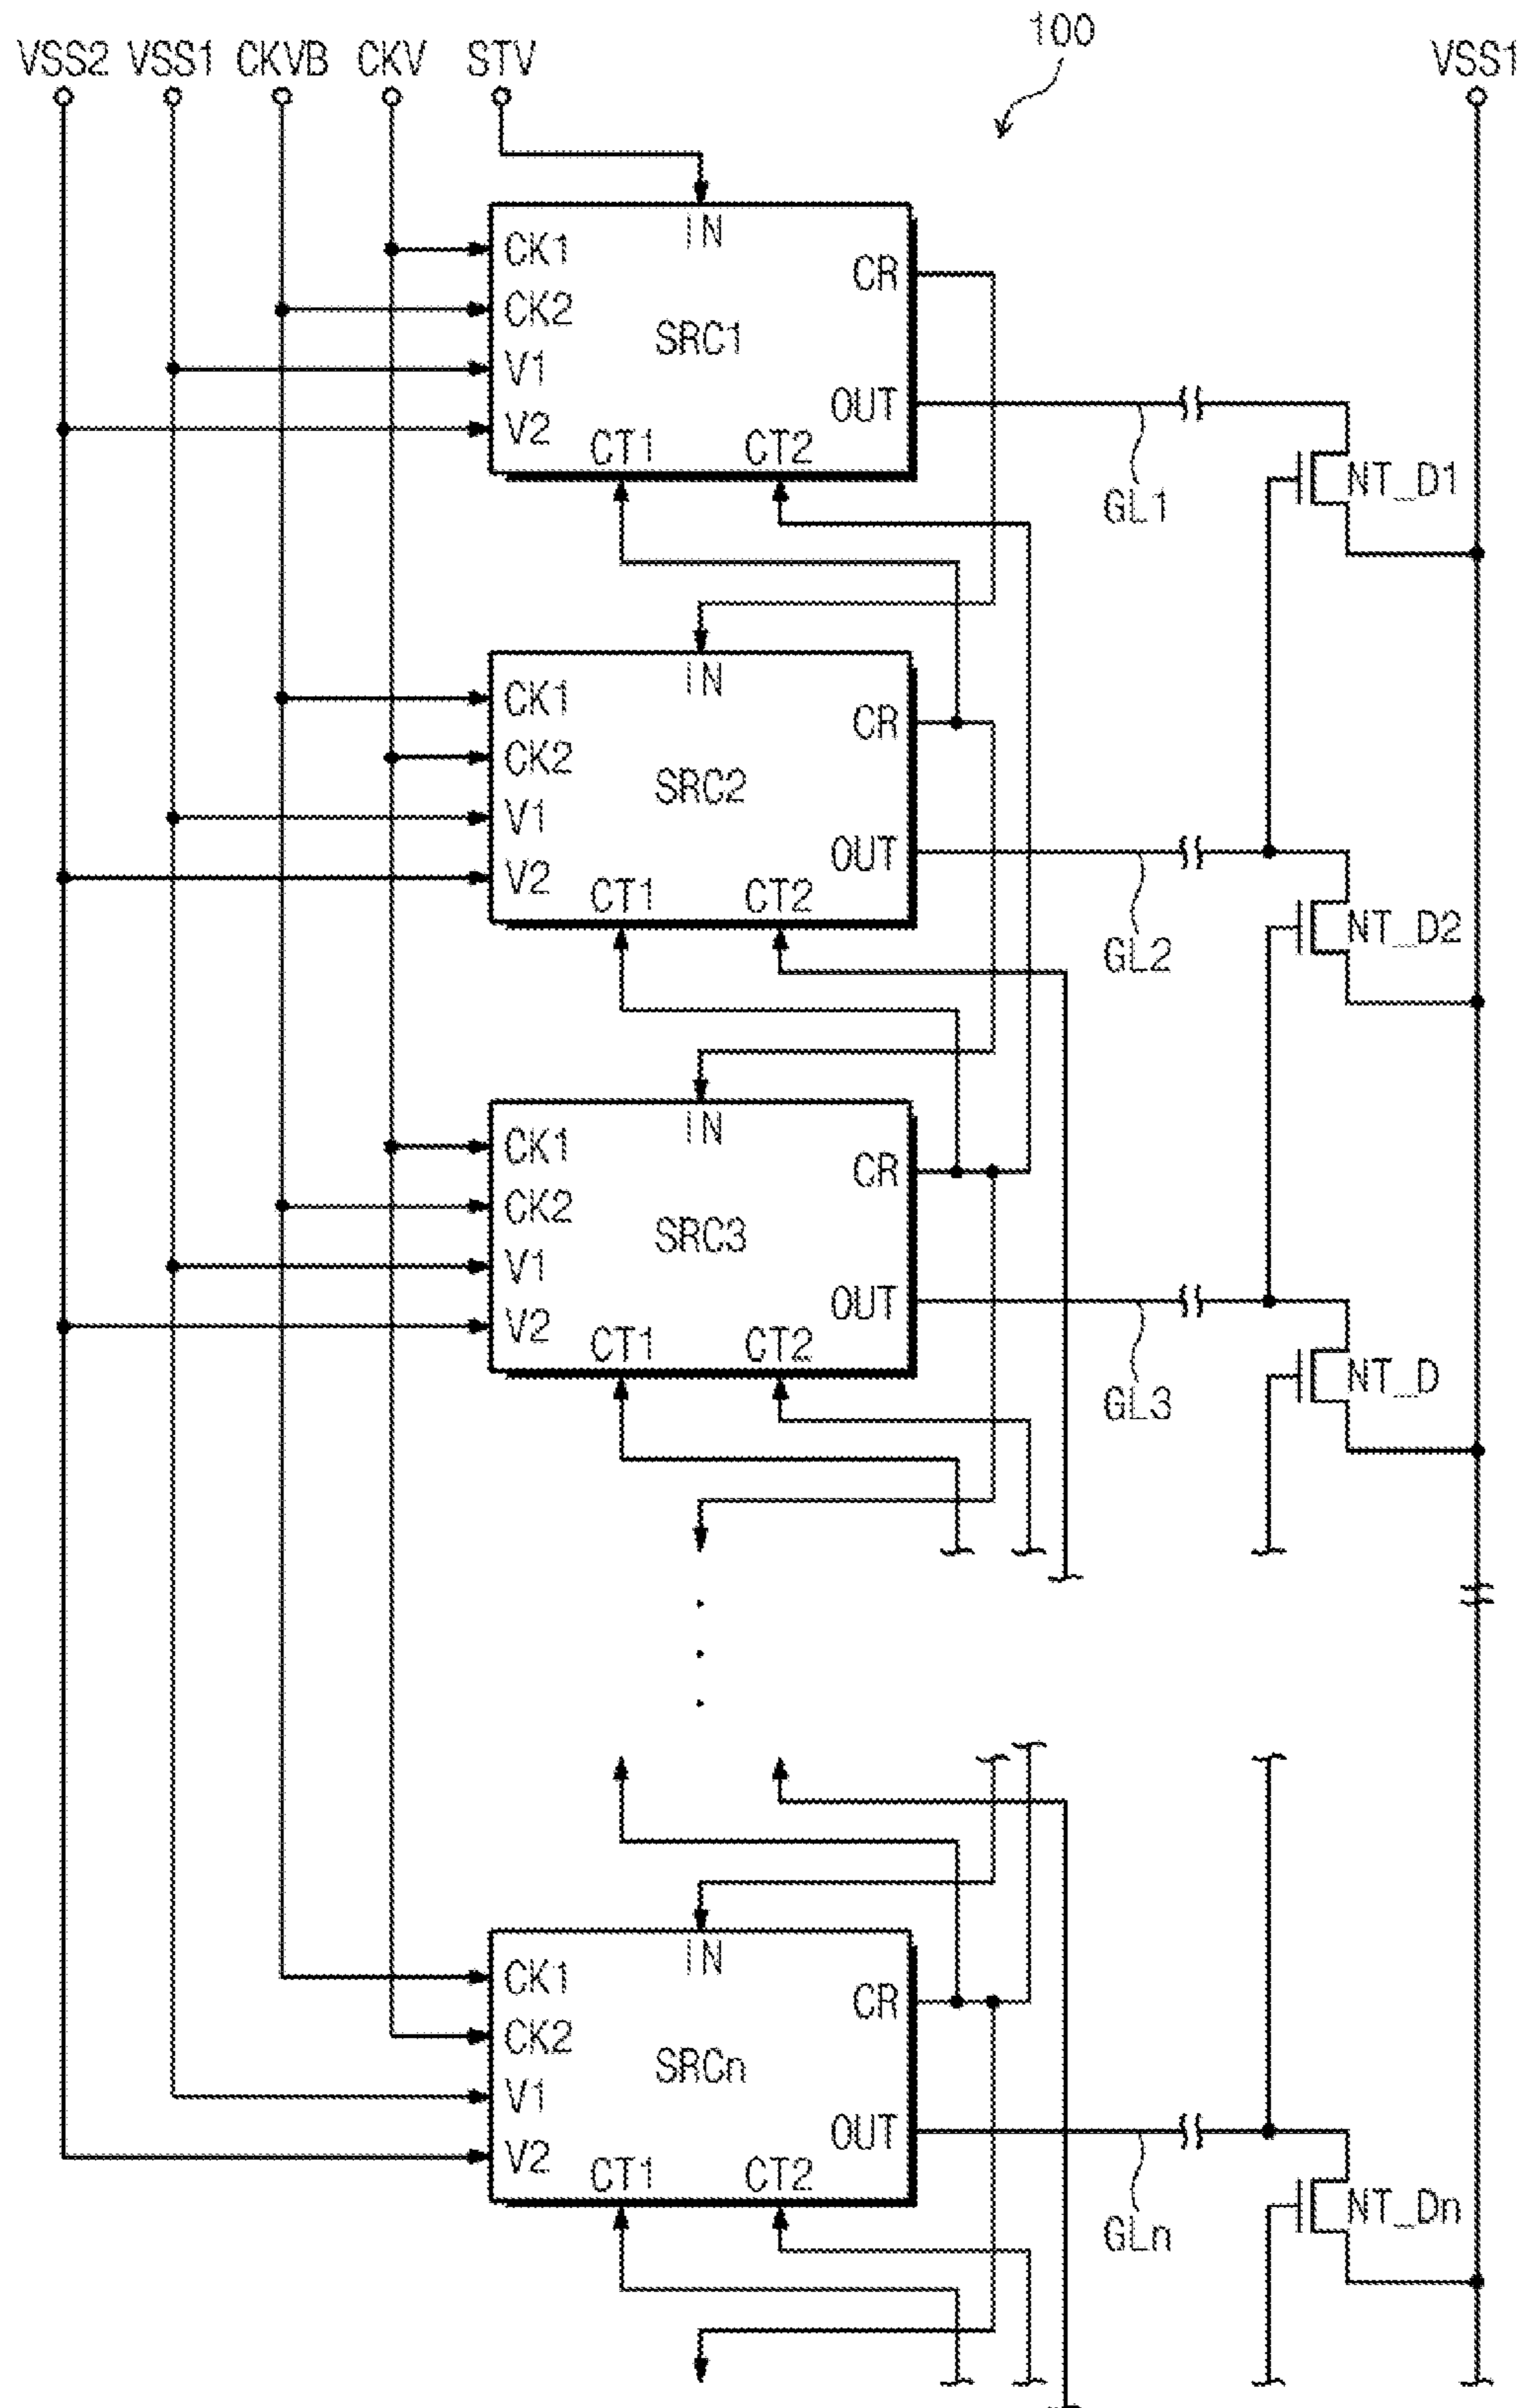 100
VSS2 VSS1 CKVB CKV STV VSS1
IN
CK1
CR
CK2
SRC1
V1
OUT
V2
CT1 CT2
GL1
NT_D1
IN
CK1
CR
CK2
SRC2
V1
OUT
V2
CT1 CT2
GL2
NT_D2
IN
CK1
CR
CK2
SRC3
V1
OUT
V2
CT1 CT2
GL3
NT_D
IN
CK1
CR
CK2
SRCn
V1
OUT
V2
CT1 CT2
GLn
NT_Dn